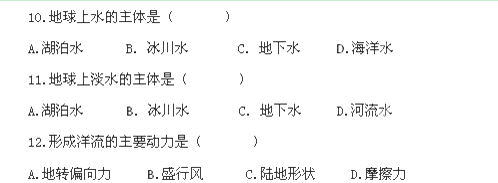 10.地球上水的主体是（　　　）
A.湖泊水　B. 冰川水　C. 地下水　D.海洋水
11.地球上淡水的主体是（　　　）
A.湖泊水　B. 冰川水　C. 地下水　D.河流水
12.形成洋流的主要动力是（　　　）
A.地转偏向力　B.盛行风　C.陆地形状　D.摩擦力